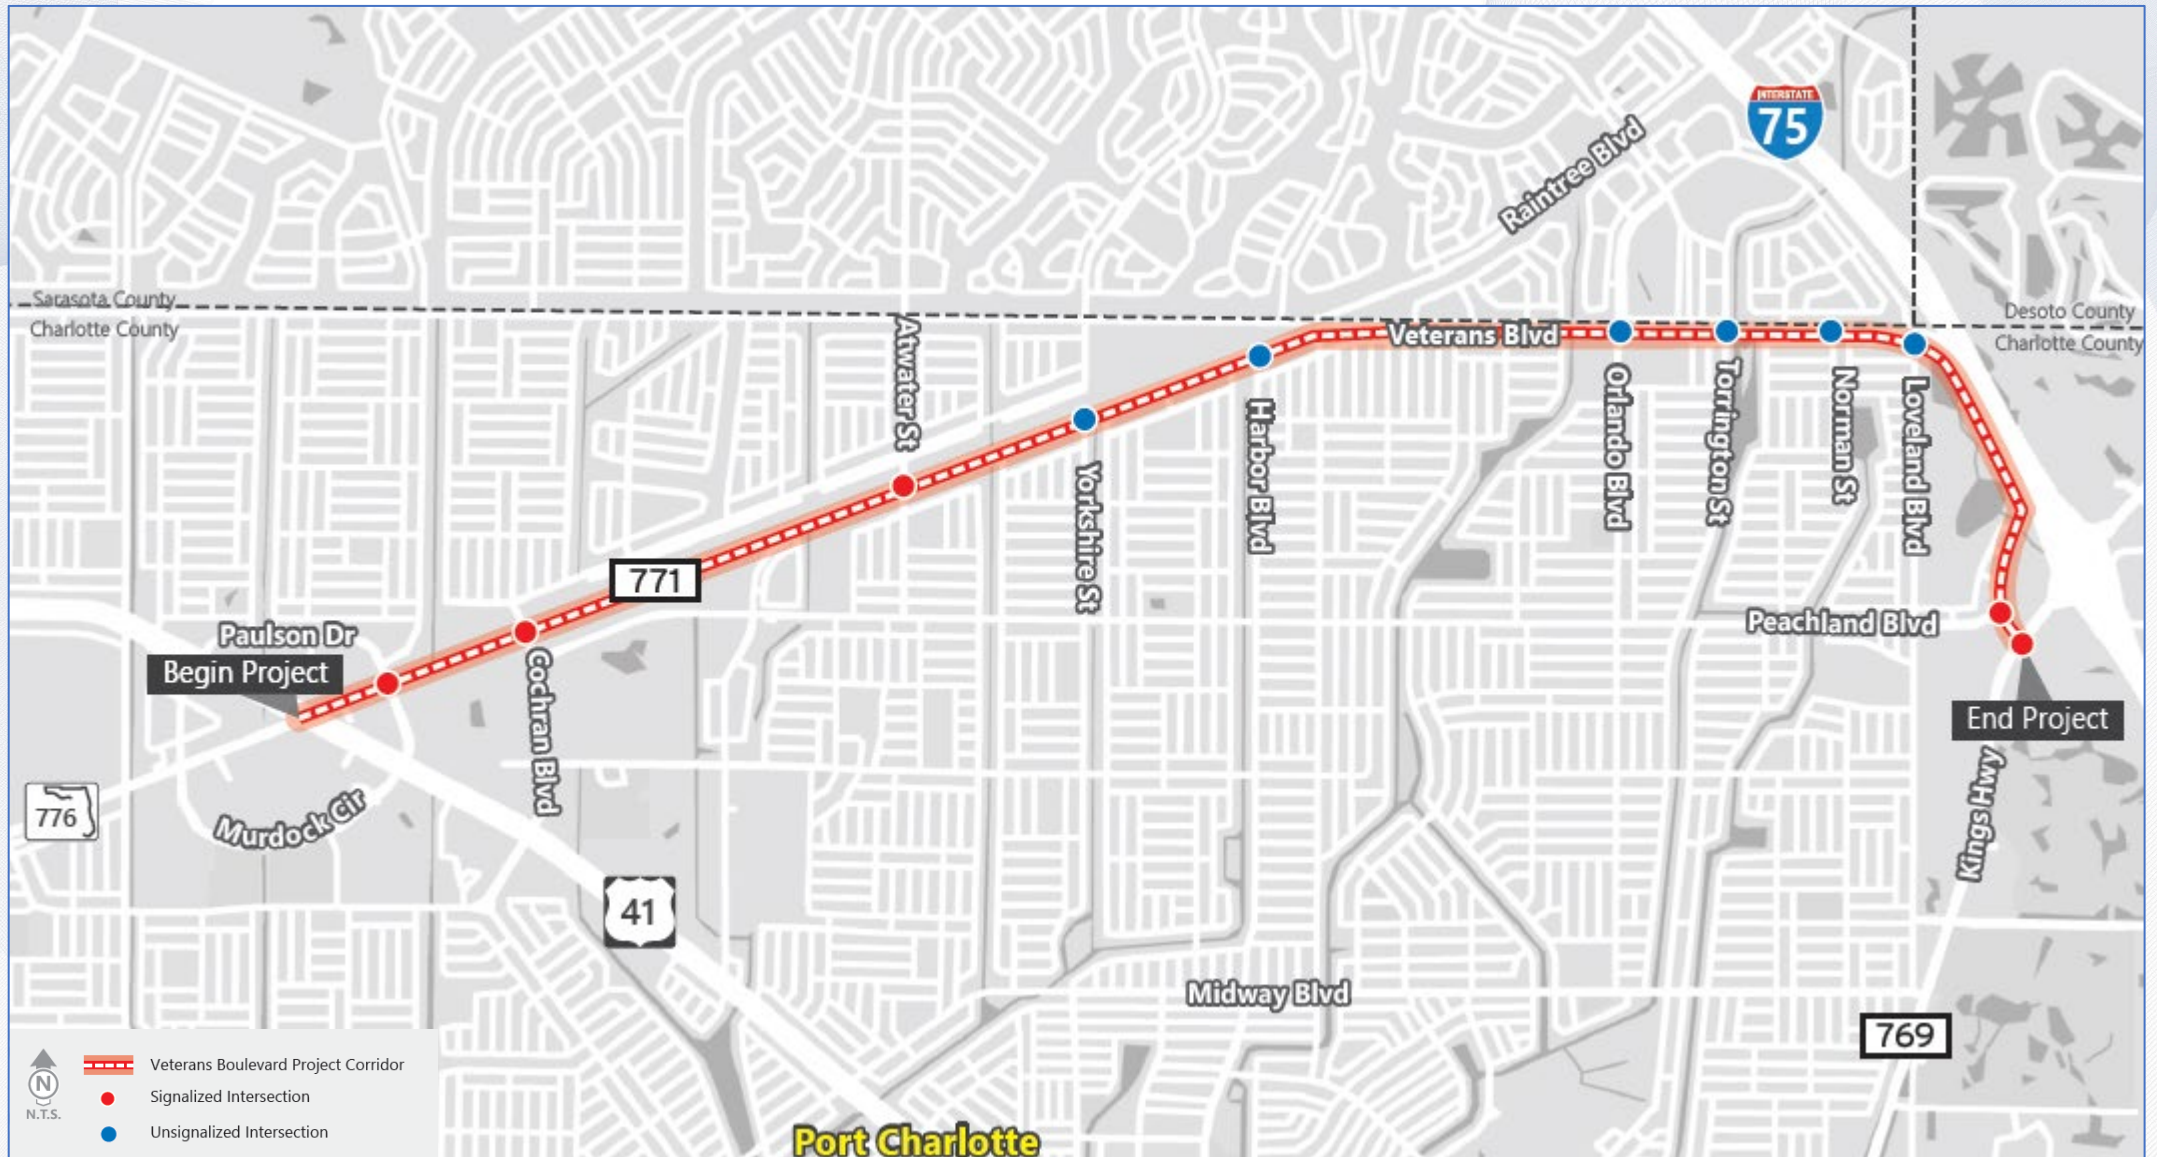 INTERSTATE
75
Raintree Blvd
Sarasota County
Charlotte County
Desoto County
Charlotte County
Veterans Blvd
Atwater St
Yorkshire St
Harbor Blvd
Orlando Blvd
Torrington St
Norman St
Loveland Blvd
771
Paulson Dr
Begin Project
Cochran Blvd
Peachland Blvd
End Project
776
Murdock Cir
Kings Hwy
41
Midway Blvd
769
Port Charlotte
N
N.T.S.
Veterans Boulevard Project Corridor
Signalized Intersection
Unsignalized Intersection